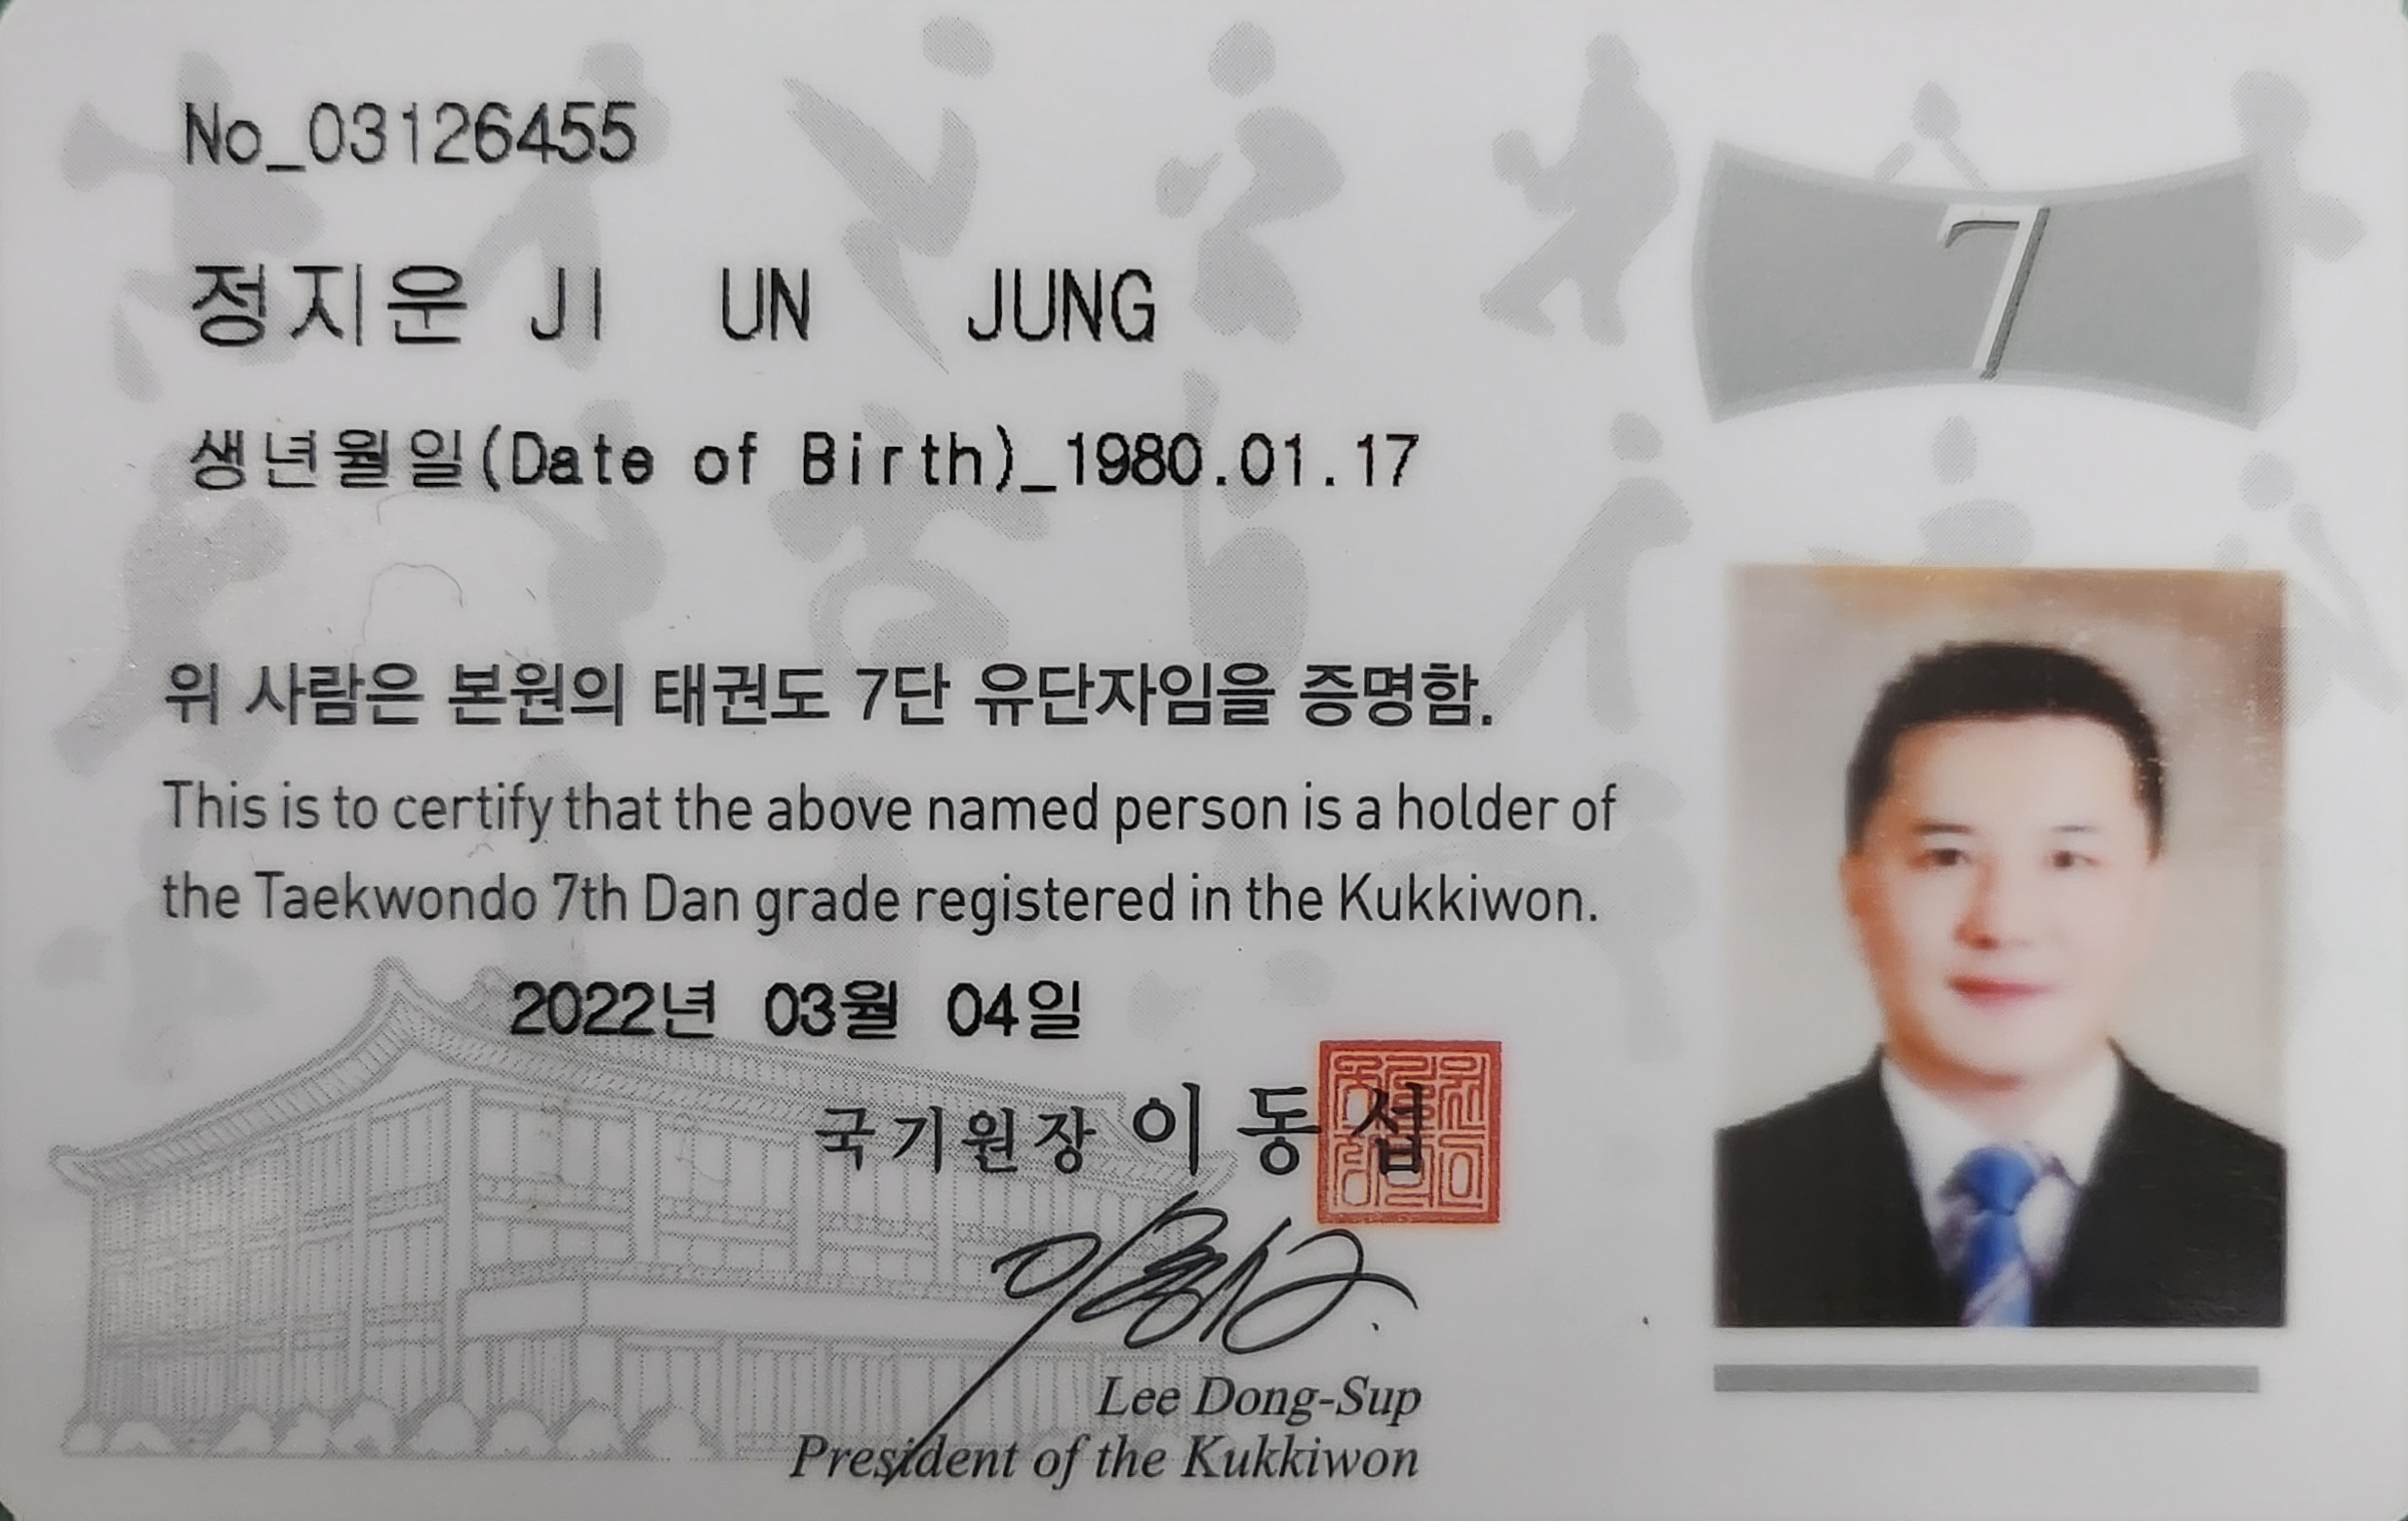 No_03126455
7
정지운 JI UN JUNG
생년월일(Date of Birth)_1980.01.17
위 사람은 본원의 태권도 7단 유단자임을 증명함.
This is to certify that the above named person is a holder of
the Taekwondo 7th Dan grade registered in the Kukkiwon.
2022년 03월 04일
국기원장 이동섭
Lee Dong-Sup
President of the Kukkiwon